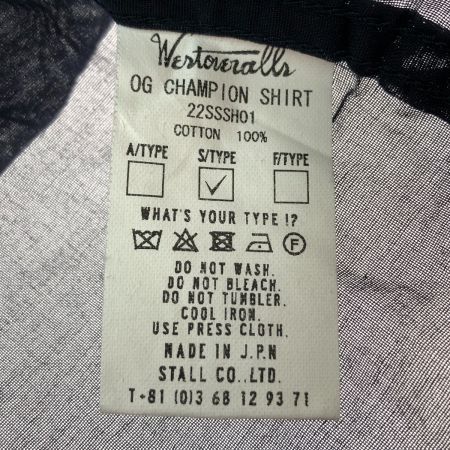 Westoveralls
OG CHAMPION SHIRT
22SSSH01
COTTON 100%
A/TYPE S/TYPE F/TYPE
WHAT'S YOUR TYPE !?
F
DO NOT WASH.
DO NOT BLEACH.
DO NOT TUMBLER.
COOL IRON.
USE PRESS CLOTH.
MADE IN J.P.N
STALL CO.,LTD.
T+81 (0)3 68 12 93 71